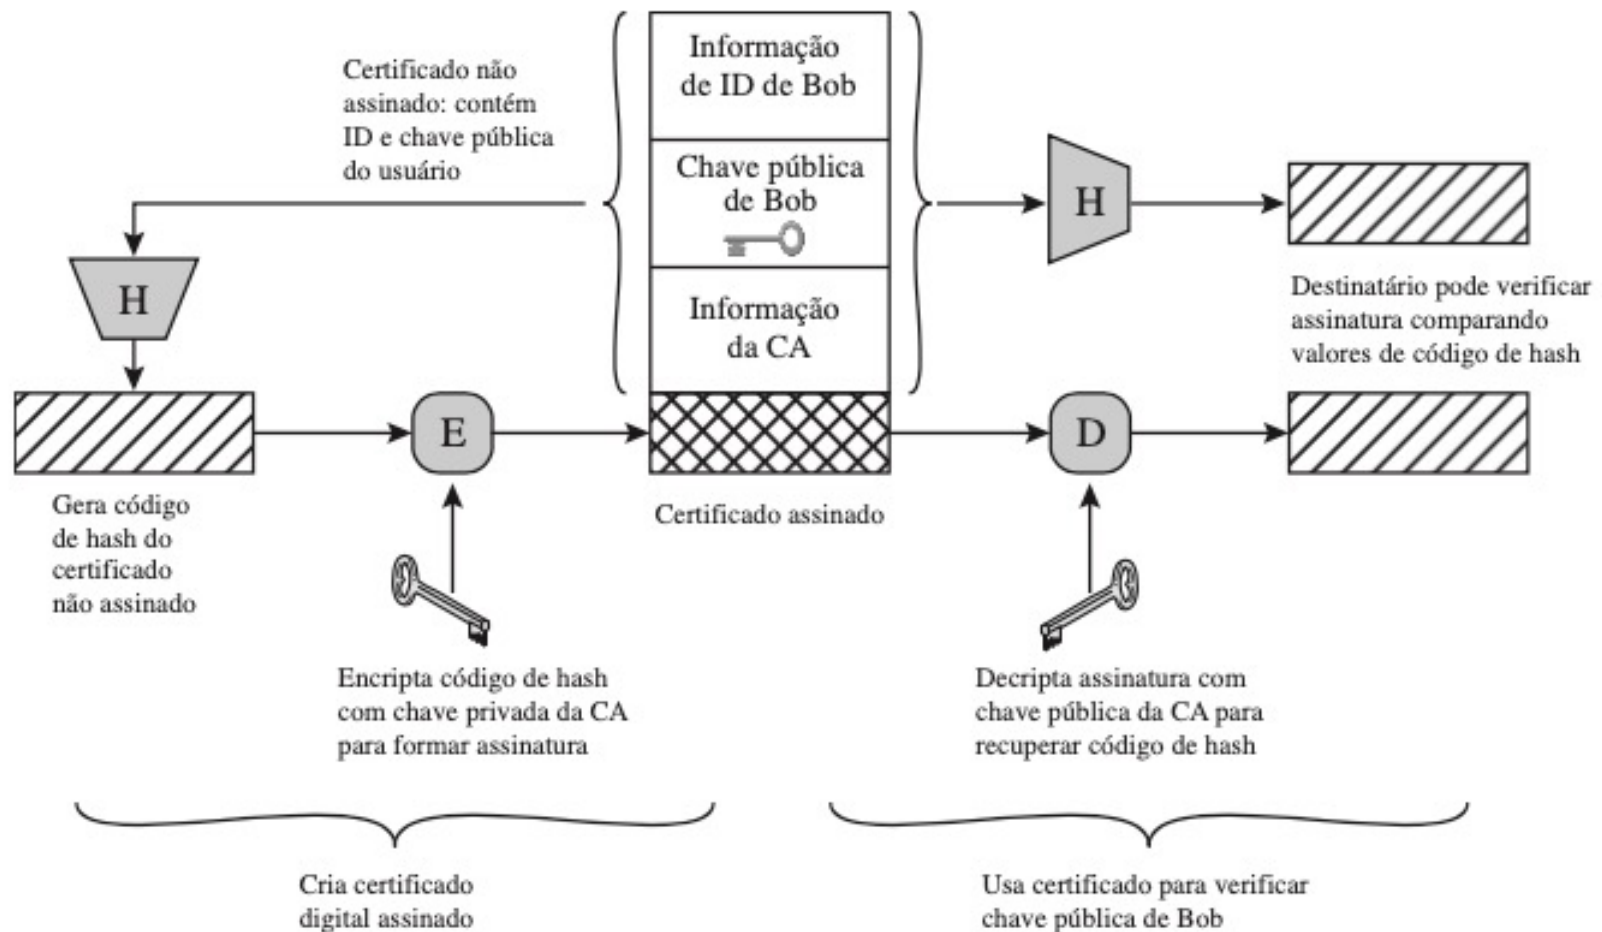 Certificado não
assinado: contém
ID e chave pública
do usuário
Informação
de ID de Bob
Chave pública
de Bob
Informação
da CA
H
H
Destinatário pode verificar
assinatura comparando
valores de código de hash
E
D
Gera código
de hash do
certificado
não assinado
Certificado assinado
Encripta código de hash
com chave privada da CA
para formar assinatura
Decripta assinatura com
chave pública da CA para
recuperar código de hash
Cria certificado
digital assinado
Usa certificado para verificar
chave pública de Bob